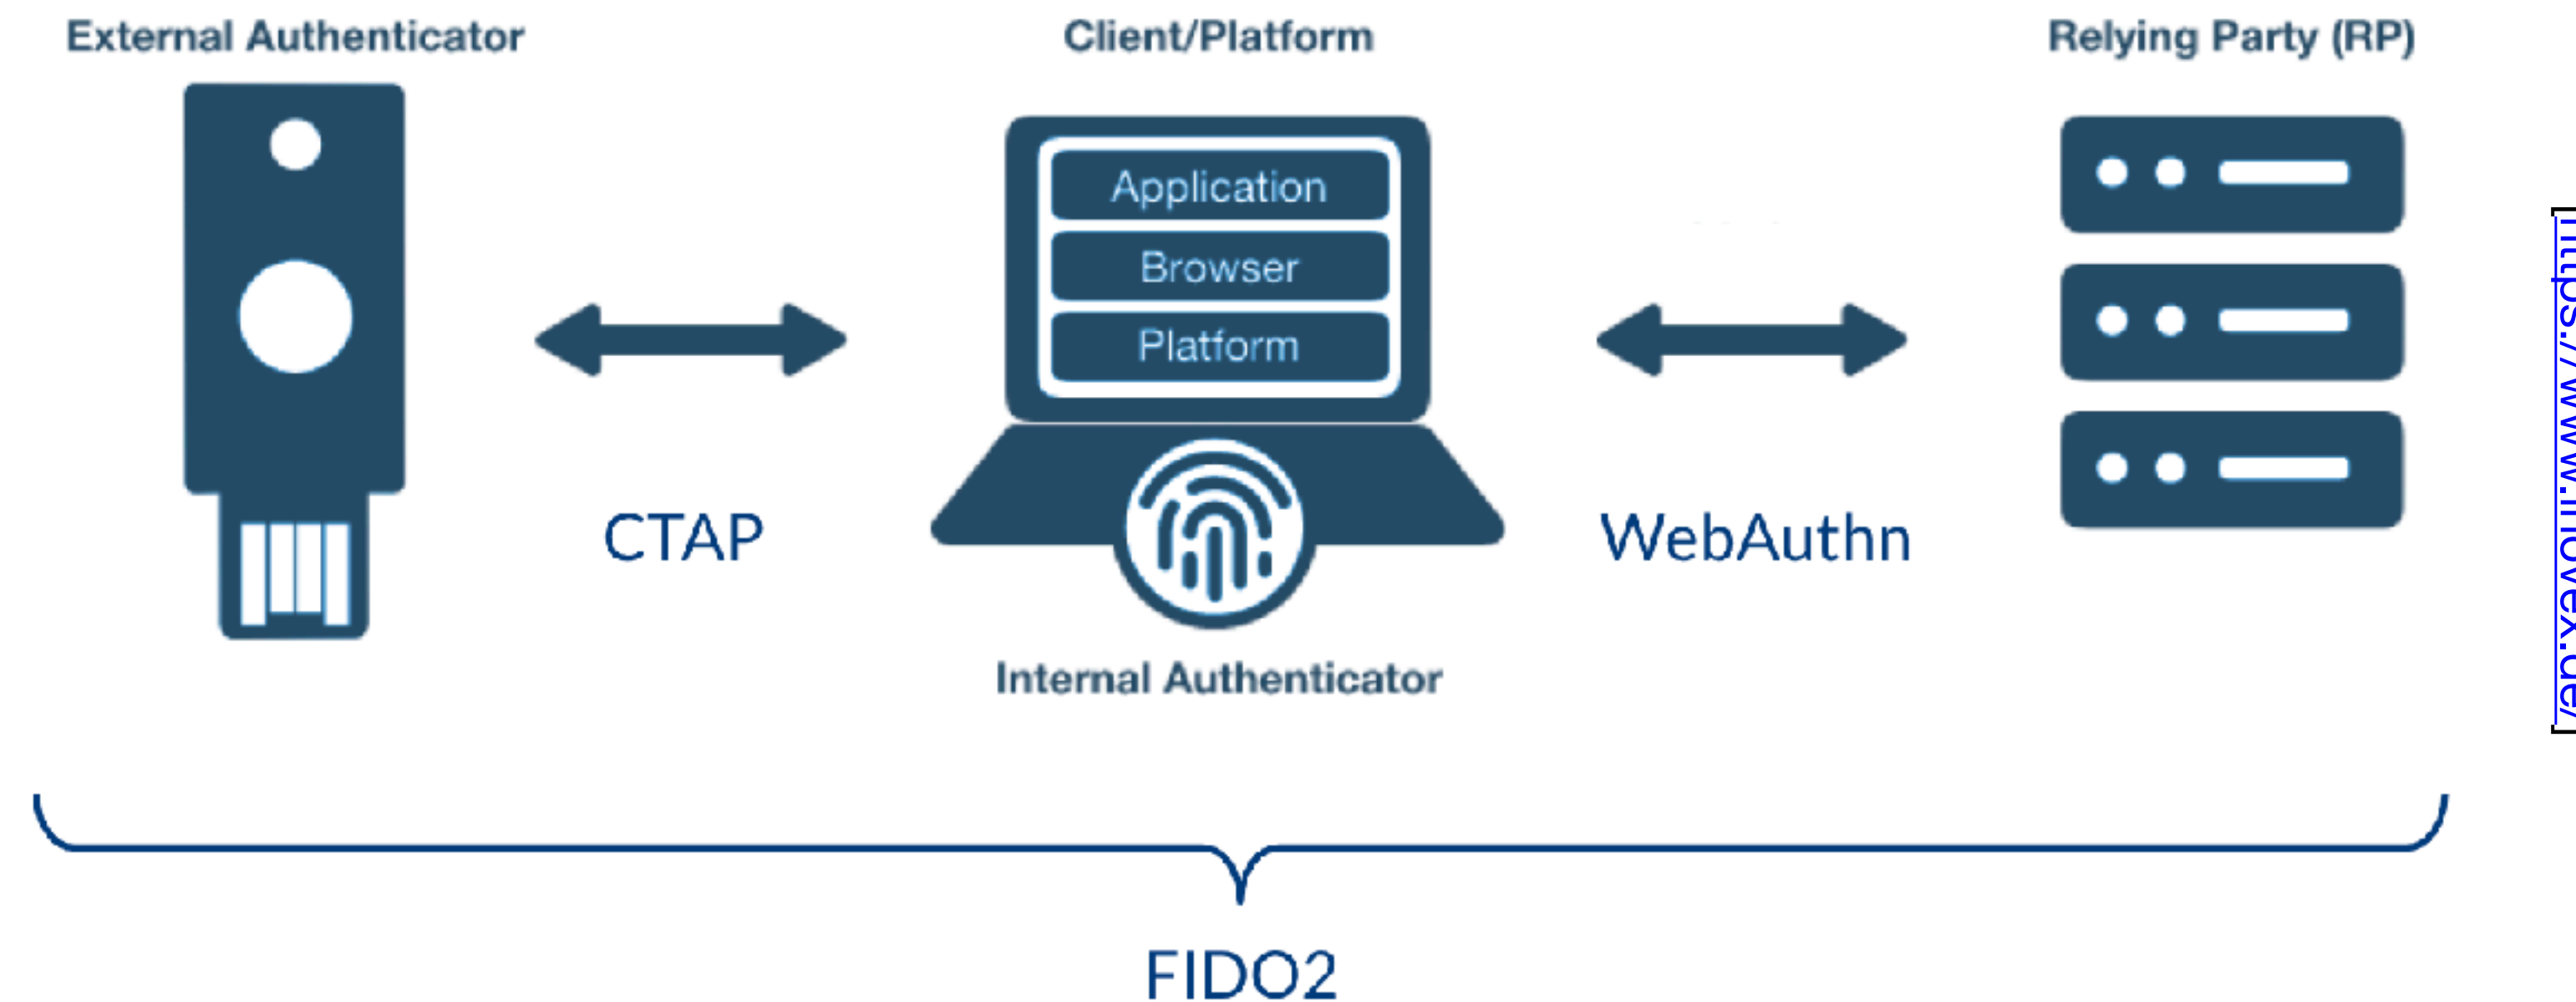 External Authenticator
Client/Platform
Relying Party (RP)
Application
Browser
Platform
CTAP
WebAuthn
Internal Authenticator
FIDO2
[https://www.inovex.de/]